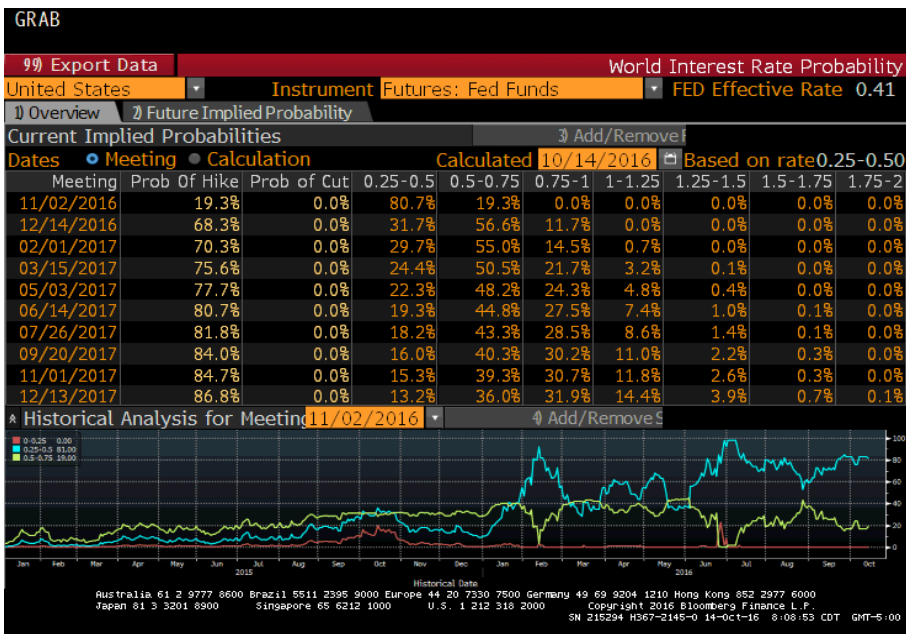 GRAB
99) Export Data World Interest Rate Probability
United States Instrument Futures: Fed Funds FED Effective Rate 0.41
1) Overview 2) Future Implied Probability
Current Implied Probabilities 3) Add/Remove
Dates Meeting Calculation Calculated 10/14/2016 Based on rate 0.25-0.50
Meeting Prob Of Hike Prob of Cut 0.25-0.5 0.5-0.75 0.75-1 1-1.25 1.25-1.5 1.5-1.75 1.75-2
11/02/2016 19.3% 0.0% 80.7% 19.3% 0.0% 0.0% 0.0% 0.0% 0.0%
12/14/2016 68.3% 0.0% 31.7% 56.6% 11.7% 0.0% 0.0% 0.0% 0.0%
02/01/2017 70.3% 0.0% 29.7% 55.0% 14.5% 0.7% 0.0% 0.0% 0.0%
03/15/2017 75.6% 0.0% 24.4% 50.5% 21.7% 3.2% 0.1% 0.0% 0.0%
05/03/2017 77.7% 0.0% 22.3% 48.2% 24.3% 4.8% 0.4% 0.0% 0.0%
06/14/2017 80.7% 0.0% 19.3% 44.8% 27.5% 7.4% 1.0% 0.1% 0.0%
07/26/2017 81.8% 0.0% 18.2% 43.3% 28.5% 8.6% 1.4% 0.1% 0.0%
09/20/2017 84.0% 0.0% 16.0% 40.3% 30.2% 11.0% 2.2% 0.3% 0.0%
11/01/2017 84.7% 0.0% 15.3% 39.3% 30.7% 11.8% 2.6% 0.3% 0.0%
12/13/2017 86.8% 0.0% 13.2% 36.0% 31.9% 14.4% 3.9% 0.7% 0.1%
Historical Analysis for Meeting 11/02/2016 4) Add/Remove
0-0.25 0.00
0.25-0.5 81.00
0.5-0.75 19.00
100
80
60
40
20
0
Jan Feb Mar Apr May Jun Jul Aug Sep Oct Nov Dec Jan Feb Mar Apr May Jun Jul Aug Sep Oct
2015 2016
Historical Date
Australia 61 2 9777 8600 Brazil 5511 2395 9000 Europe 44 20 7330 7500 Germany 49 69 9204 1210 Hong Kong 852 2977 6000
Japan 81 3 3201 8900 Singapore 65 6212 1000 U.S. 1 212 318 2000 Copyright 2016 Bloomberg Finance L.P.
SN 215294 H367-2145-0 14-Oct-16 8:08:53 CDT GMT-5:00